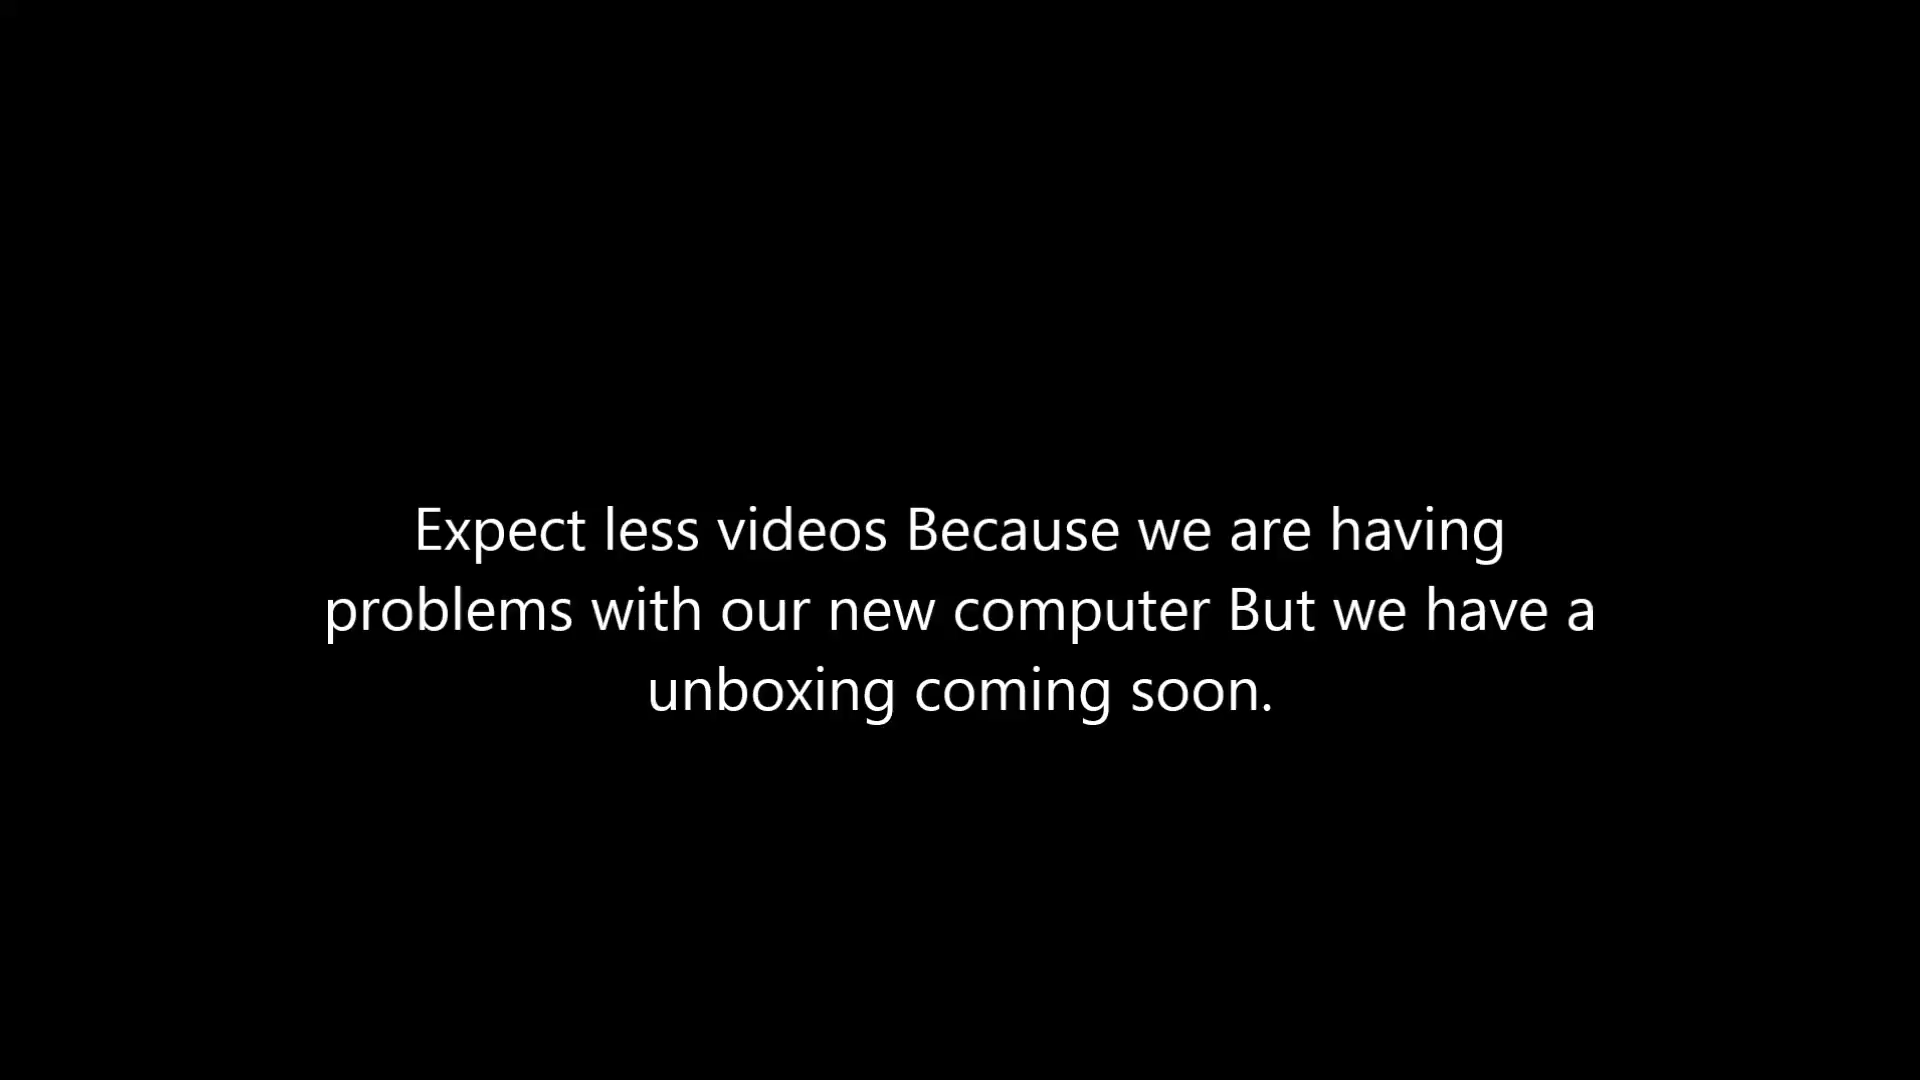 Expect less videos Because we are having
problems with our new computer But we have a
unboxing coming soon.